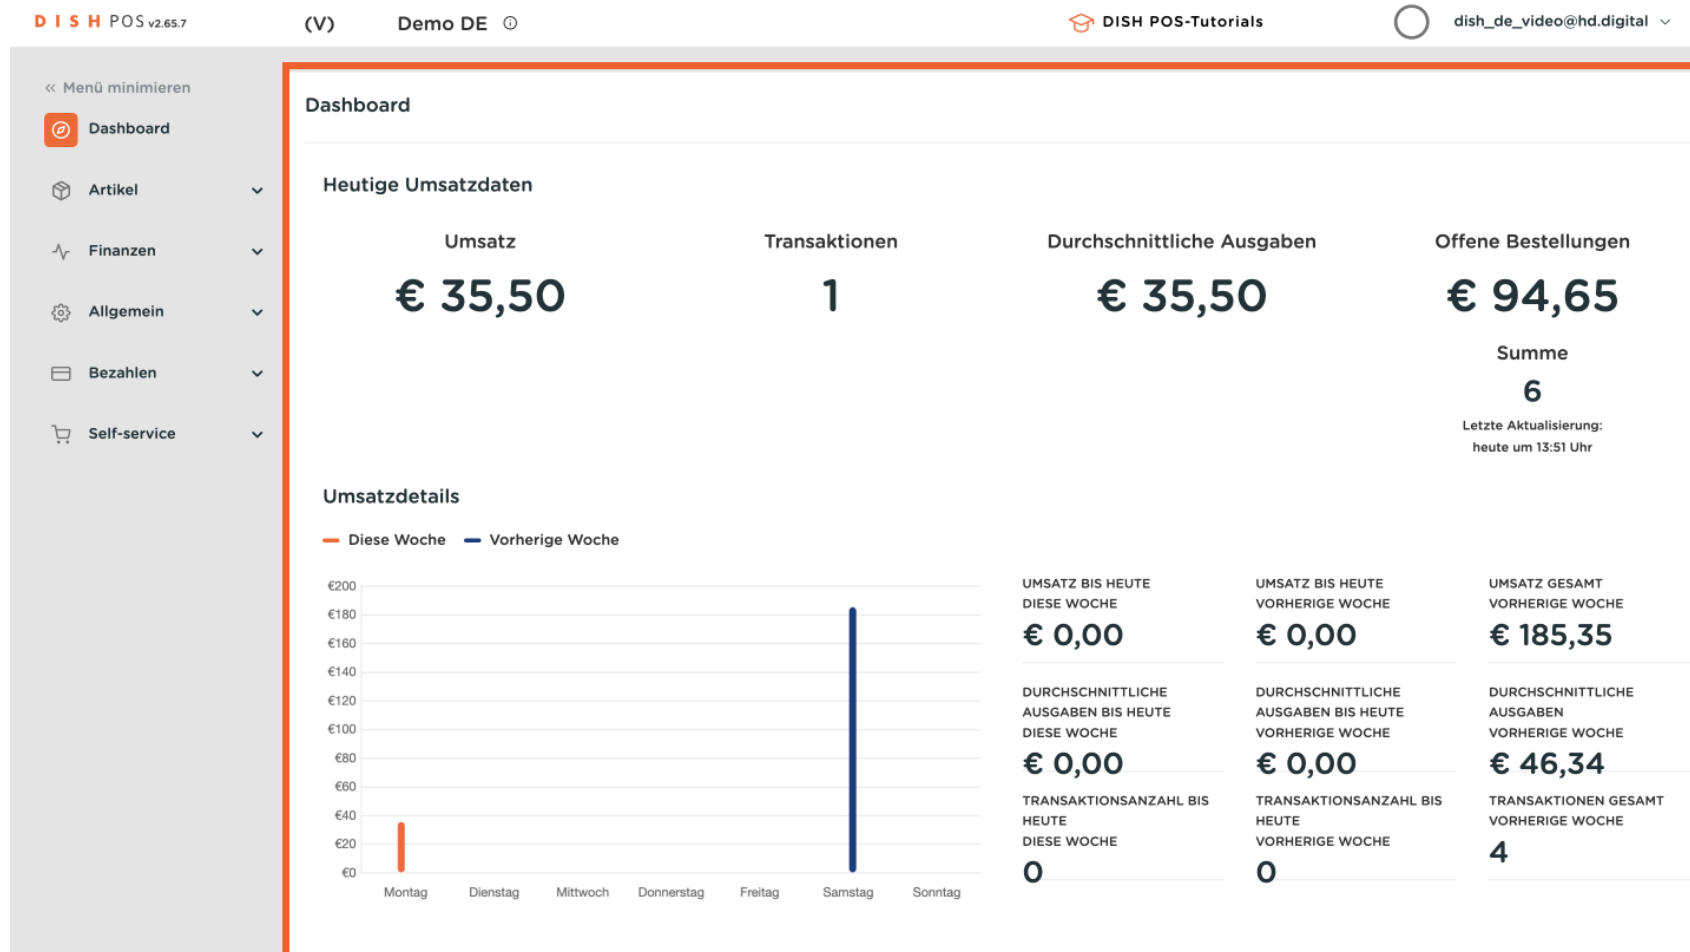 DISH POS v2.65.7
(V)
Demo DE
DISH POS-Tutorials
dish_de_video@hd.digital
« Menü minimieren
Dashboard
Artikel
Finanzen
Allgemein
Bezahlen
Self-service
Dashboard
Heutige Umsatzdaten
Umsatz
€ 35,50
Transaktionen
1
Durchschnittliche Ausgaben
€ 35,50
Offene Bestellungen
€ 94,65
Summe
6
Letzte Aktualisierung:
heute um 13:51 Uhr
Umsatzdetails
Diese Woche
Vorherige Woche
€200
€180
€160
€140
€120
€100
€80
€60
€40
€20
€0
Montag
Dienstag
Mittwoch
Donnerstag
Freitag
Samstag
Sonntag
UMSATZ BIS HEUTE
DIESE WOCHE
€ 0,00
UMSATZ BIS HEUTE
VORHERIGE WOCHE
€ 0,00
UMSATZ GESAMT
VORHERIGE WOCHE
€ 185,35
DURCHSCHNITTLICHE
AUSGABEN BIS HEUTE
DIESE WOCHE
€ 0,00
DURCHSCHNITTLICHE
AUSGABEN BIS HEUTE
VORHERIGE WOCHE
€ 0,00
DURCHSCHNITTLICHE
AUSGABEN
VORHERIGE WOCHE
€ 46,34
TRANSAKTIONSANZAHL BIS
HEUTE
DIESE WOCHE
0
TRANSAKTIONSANZAHL BIS
HEUTE
VORHERIGE WOCHE
0
TRANSAKTIONEN GESAMT
VORHERIGE WOCHE
4